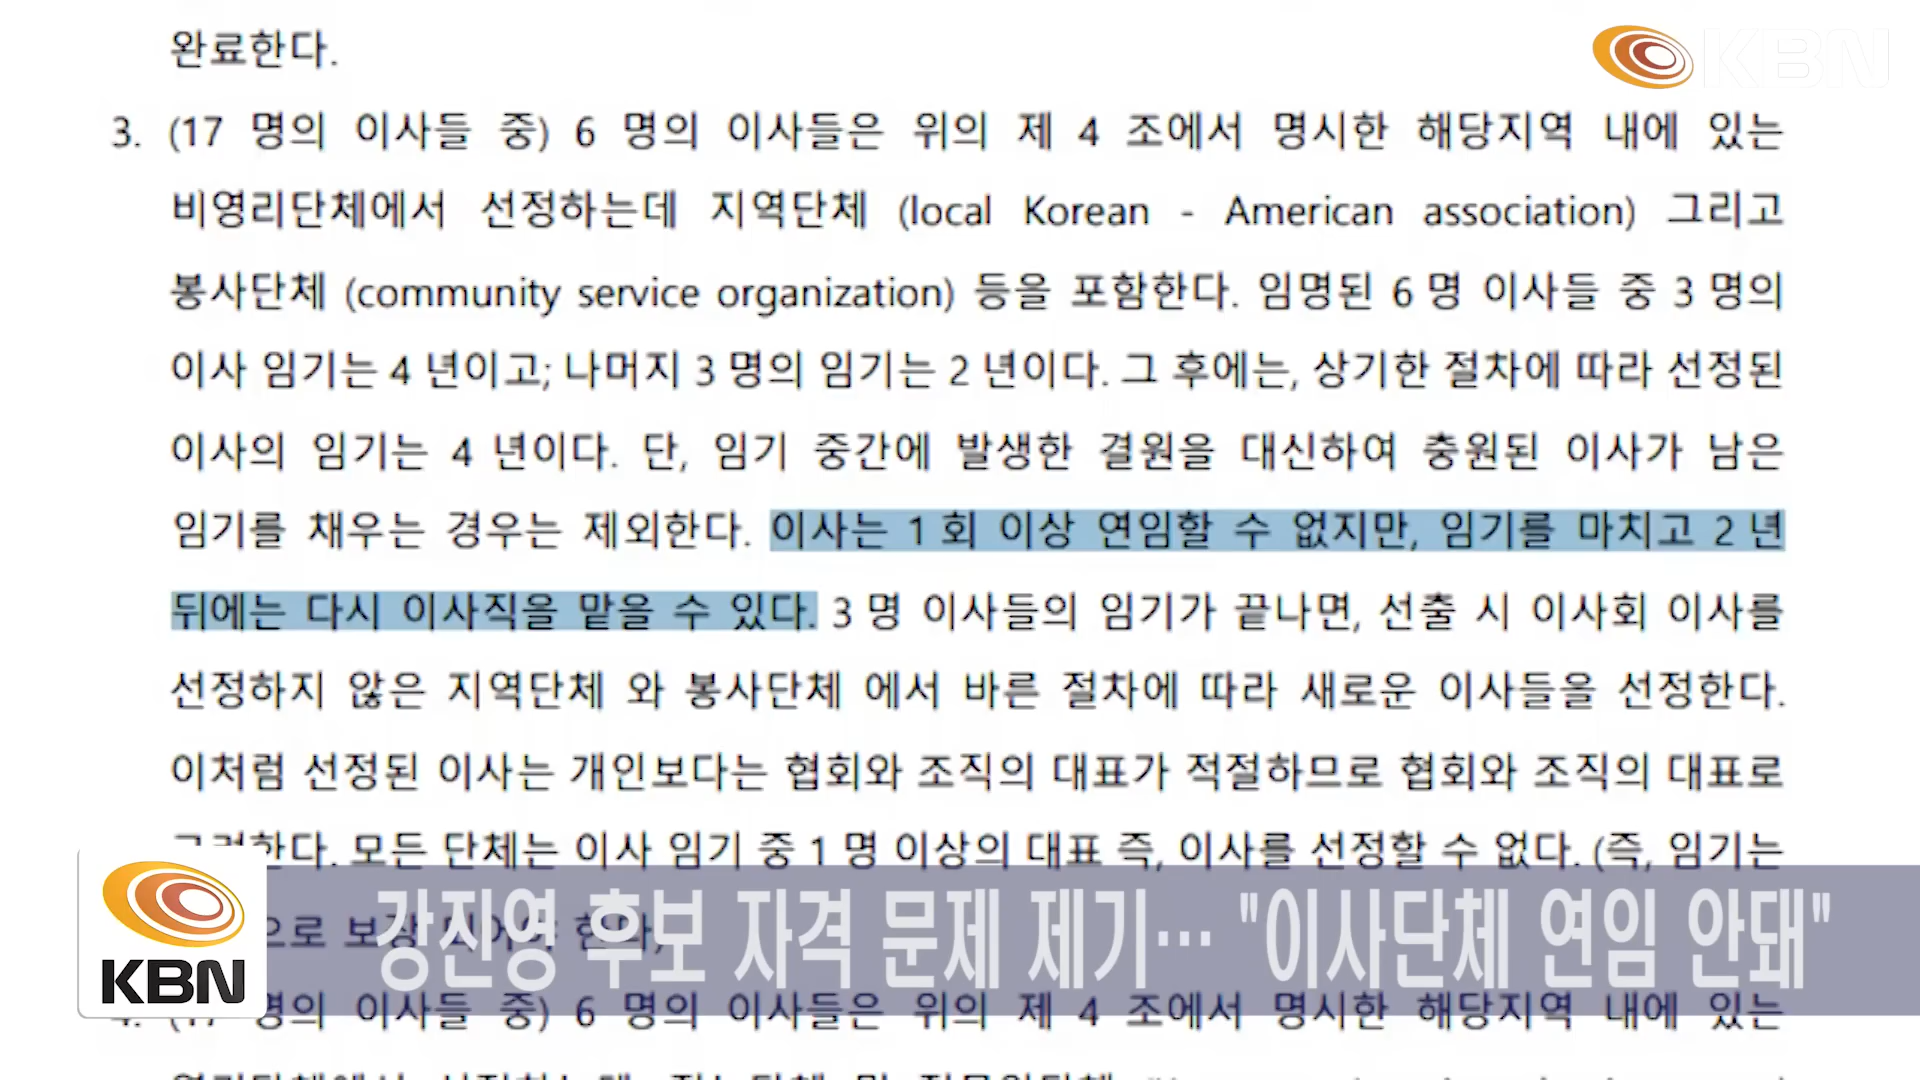 완료한다.
KBN
3. (17 명의 이사들 중) 6 명의 이사들은 위의 제 4 조에서 명시한 해당지역 내에 있는
비영리단체에서 선정하는데 지역단체 (local Korean - American association) 그리고
봉사단체 (community service organization) 등을 포함한다. 임명된 6 명 이사들 중 3 명의
이사 임기는 4 년이고; 나머지 3 명의 임기는 2 년이다. 그 후에는, 상기한 절차에 따라 선정된
이사의 임기는 4 년이다. 단, 임기 중간에 발생한 결원을 대신하여 충원된 이사가 남은
임기를 채우는 경우는 제외한다. 이사는 1 회 이상 연임할 수 없지만, 임기를 마치고 2 년
뒤에는 다시 이사직을 맡을 수 있다. 3 명 이사들의 임기가 끝나면, 선출 시 이사회 이사를
선정하지 않은 지역단체 와 봉사단체 에서 바른 절차에 따라 새로운 이사들을 선정한다.
이처럼 선정된 이사는 개인보다는 협회와 조직의 대표가 적절하므로 협회와 조직의 대표로
모든 단체는 이사 임기 중 1 명 이상의 대표 즉, 이사를 선정할 수 없다. (즉, 임기는
강진영 후보 자격 문제 제기… "이사단체 연임 안돼"
KBN
명의 이사들 중) 6 명의 이사들은 위의 제 4 조에서 명시한 해당지역 내에 있는